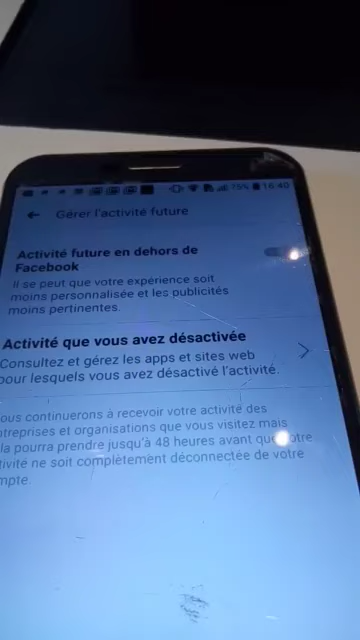 75% 16:40
Gérer l'activité future
Activité future en dehors de
Facebook
Il se peut que votre expérience soit
moins personnalisée et les publicités
moins pertinentes.
Activité que vous avez désactivée
Consultez et gérez les apps et sites web
pour lesquels vous avez désactivé l'activité.
ous continuerons à recevoir votre activité des
treprises et organisations que vous visitez mais
la pourra prendre jusqu'à 48 heures avant que otre
tivité ne soit complètement déconnectée de votre
mpte.